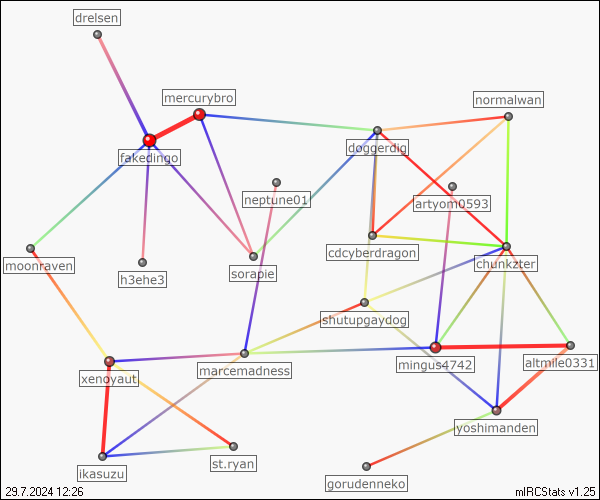 drelsen
mercurybro
normalwan
doggerdig
fakedingo
neptune01
artyom0593
cdcyberdragon
chunkzter
moonraven
h3ehe3
sorapie
shutupgaydog
marcemadness
mingus4742
altmile0331
xenoyaut
yoshimanden
ikasuzu
st.ryan
gorudenneko
29.7.2024 12:26
mIRCStats v1.25